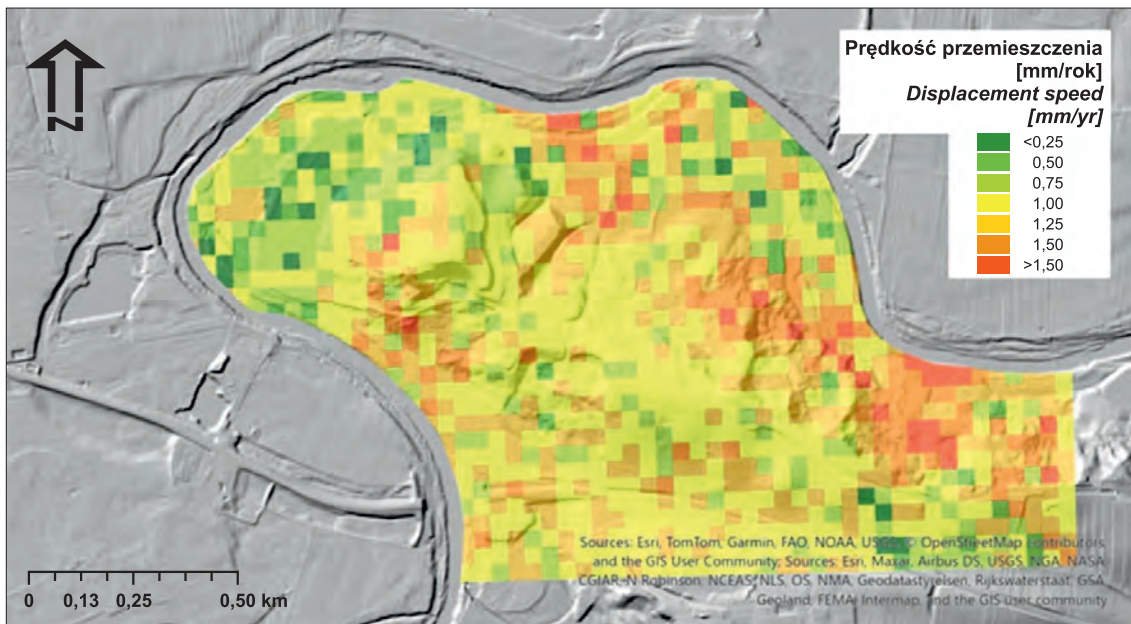 N
Prędkość przemieszczenia
[mm/rok]
Displacement speed
[mm/yr]
<0,25
0,50
0,75
1,00
1,25
1,50
>1,50
Sources: Esri, TomTom, Garmin, FAO, NOAA, USGS, © OpenStreetMap contributors,
and the GIS User Community; Sources: Esri, Maxar, Airbus DS, USGS, NGA, NASA
CGIAR, N Robinson, NCEAS, NLS, OS, NMA, Geodatastyrelsen, Rijkswaterstaat, GSA
Geoland, FEMA, Intermap, and the GIS user community
0 0,13 0,25 0,50 km